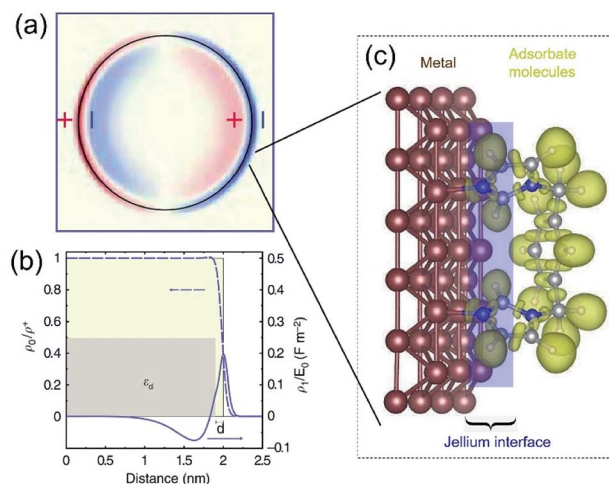 (a)
+ | + |
(b)
ρ₀/ρ⁺
1
0.8
0.6
0.4
0.2
0
0.5
0.4
0.3
0.2
0.1
0
−0.1
ρ₁/E₀ (F m⁻²)
ε_d
d
0 0.5 1 1.5 2 2.5
Distance (nm)
(c)
Metal
Adsorbate
molecules
Jellium interface